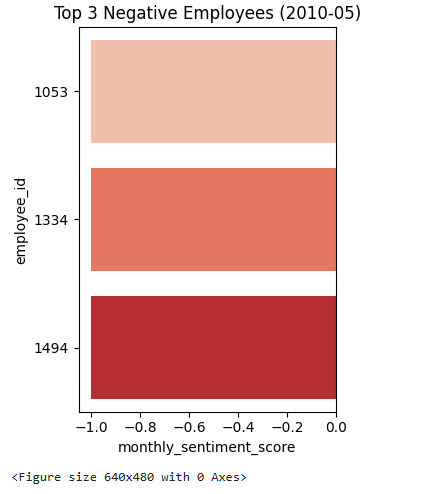 Top 3 Negative Employees (2010-05)
employee_id
1053
1334
1494
−1.0 −0.8 −0.6 −0.4 −0.2 0.0
monthly_sentiment_score
<Figure size 640x480 with 0 Axes>